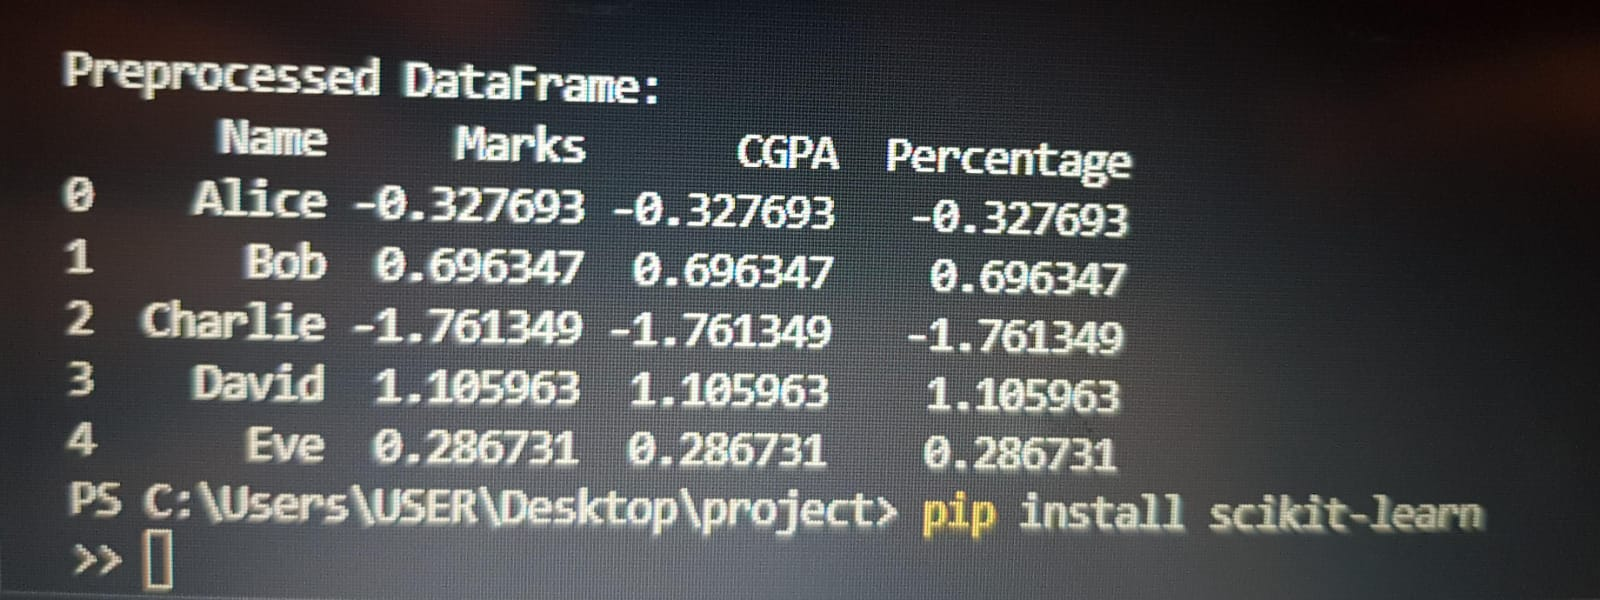 Preprocessed DataFrame:
Name Marks CGPA Percentage
0 Alice -0.327693 -0.327693 -0.327693
1 Bob 0.696347 0.696347 0.696347
2 Charlie -1.761349 -1.761349 -1.761349
3 David 1.105963 1.105963 1.105963
4 Eve 0.286731 0.286731 0.286731
PS C:\Users\USER\Desktop\project> pip install scikit-learn
>>